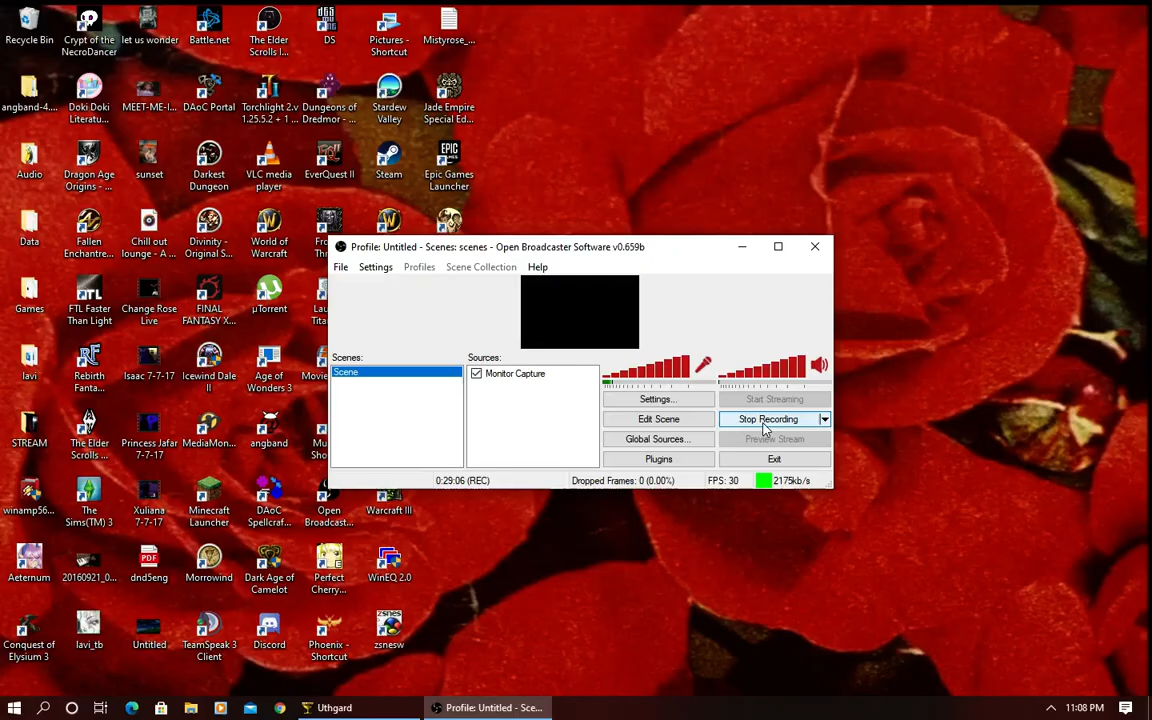 Recycle Bin
Crypt of the
NecroDancer
let us wonder
Battle.net
The Elder
Scrolls I...
DS
Pictures -
Shortcut
Mistyrose_...
angband-4....
Doki Doki
Literatu...
MEET-ME-I...
DAoC Portal
Torchlight 2.v
1.25.5.2 + 1 ...
Dungeons of
Dredmor - ...
Stardew
Valley
Jade Empire
Special Ed...
Audio
Dragon Age
Origins - ...
sunset
Darkest
Dungeon
VLC media
player
EverQuest II
Steam
EPIC
GAMES
Epic Games
Launcher
Data
Fallen
Enchantre...
Chill out
lounge - A ...
Divinity -
Original S...
World of
Warcraft
Games
FTL Faster
Than Light
Change Rose
Live
FINAL
FANTASY X...
µTorrent
lavi
Rebirth
Fanta...
Isaac 7-7-17
Icewind Dale
II
Age of
Wonders 3
STREAM
The Elder
Scrolls ...
Princess Jafar
7-7-17
MediaMon...
angband
winamp56...
The
Sims(TM) 3
Xuliana
7-7-17
Minecraft
Launcher
DAoC
Spellcraf...
Open
Broadcast...
Warcraft III
Aeternum
20160921_0...
PDF
dnd5eng
Morrowind
Dark Age of
Camelot
Perfect
Cherry...
WinEQ 2.0
Conquest of
Elysium 3
lavi_tb
Untitled
TeamSpeak 3
Client
Discord
Phoenix -
Shortcut
zsnesw
Profile: Untitled - Scenes: scenes - Open Broadcaster Software v0.659b
File Settings Profiles Scene Collection Help
Scenes:
Sources:
Scene
Monitor Capture
Settings...
Start Streaming
Edit Scene
Stop Recording
Global Sources...
Preview Stream
Plugins
Exit
0:29:06 (REC)
Dropped Frames: 0 (0.00%)
FPS: 30
2175kb/s
Uthgard
Profile: Untitled - Sce...
11:08 PM